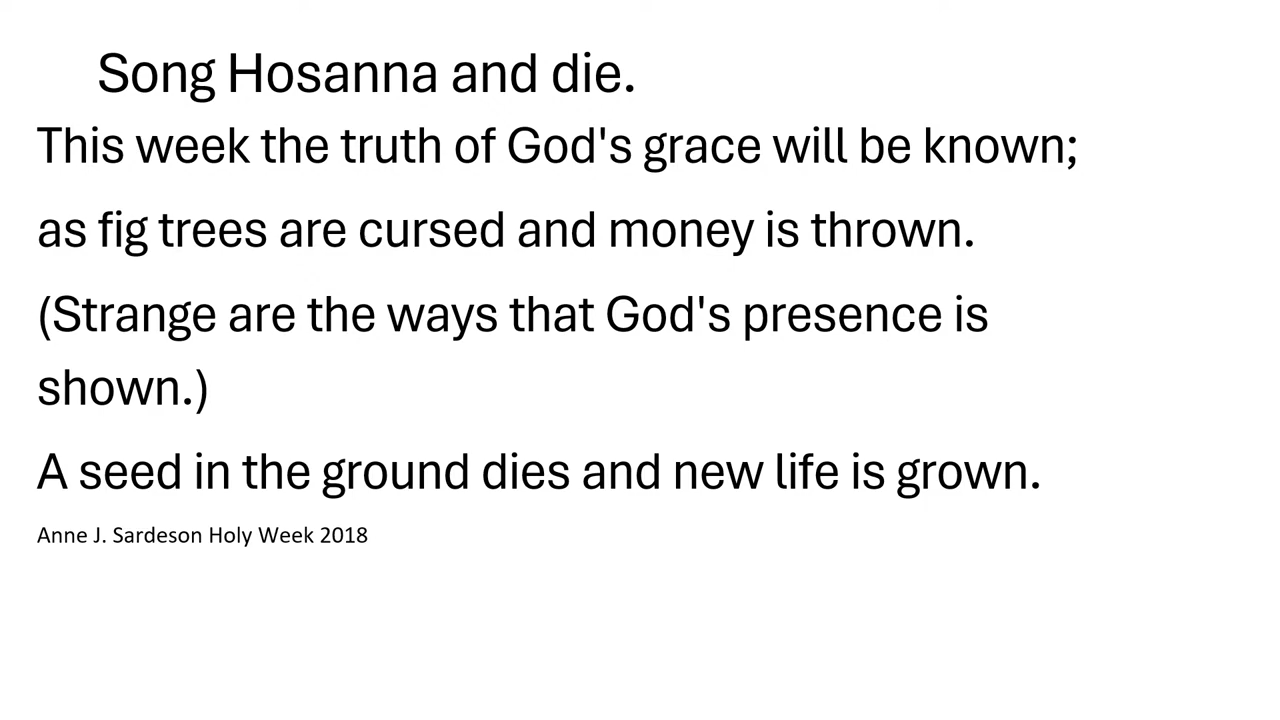 Song Hosanna and die.
This week the truth of God's grace will be known;
as fig trees are cursed and money is thrown.
(Strange are the ways that God's presence is
shown.)
A seed in the ground dies and new life is grown.
Anne J. Sardeson Holy Week 2018